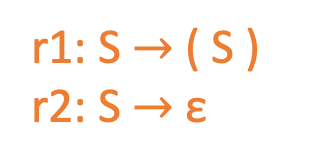 r1: S → ( S )
r2: S → ε